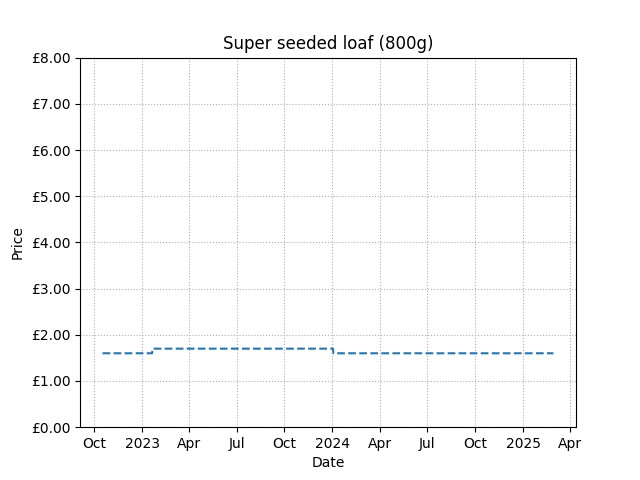 Super seeded loaf (800g)
£8.00
£7.00
£6.00
£5.00
£4.00
£3.00
£2.00
£1.00
£0.00
Price
Oct 2023 Apr Jul Oct 2024 Apr Jul Oct 2025 Apr
Date